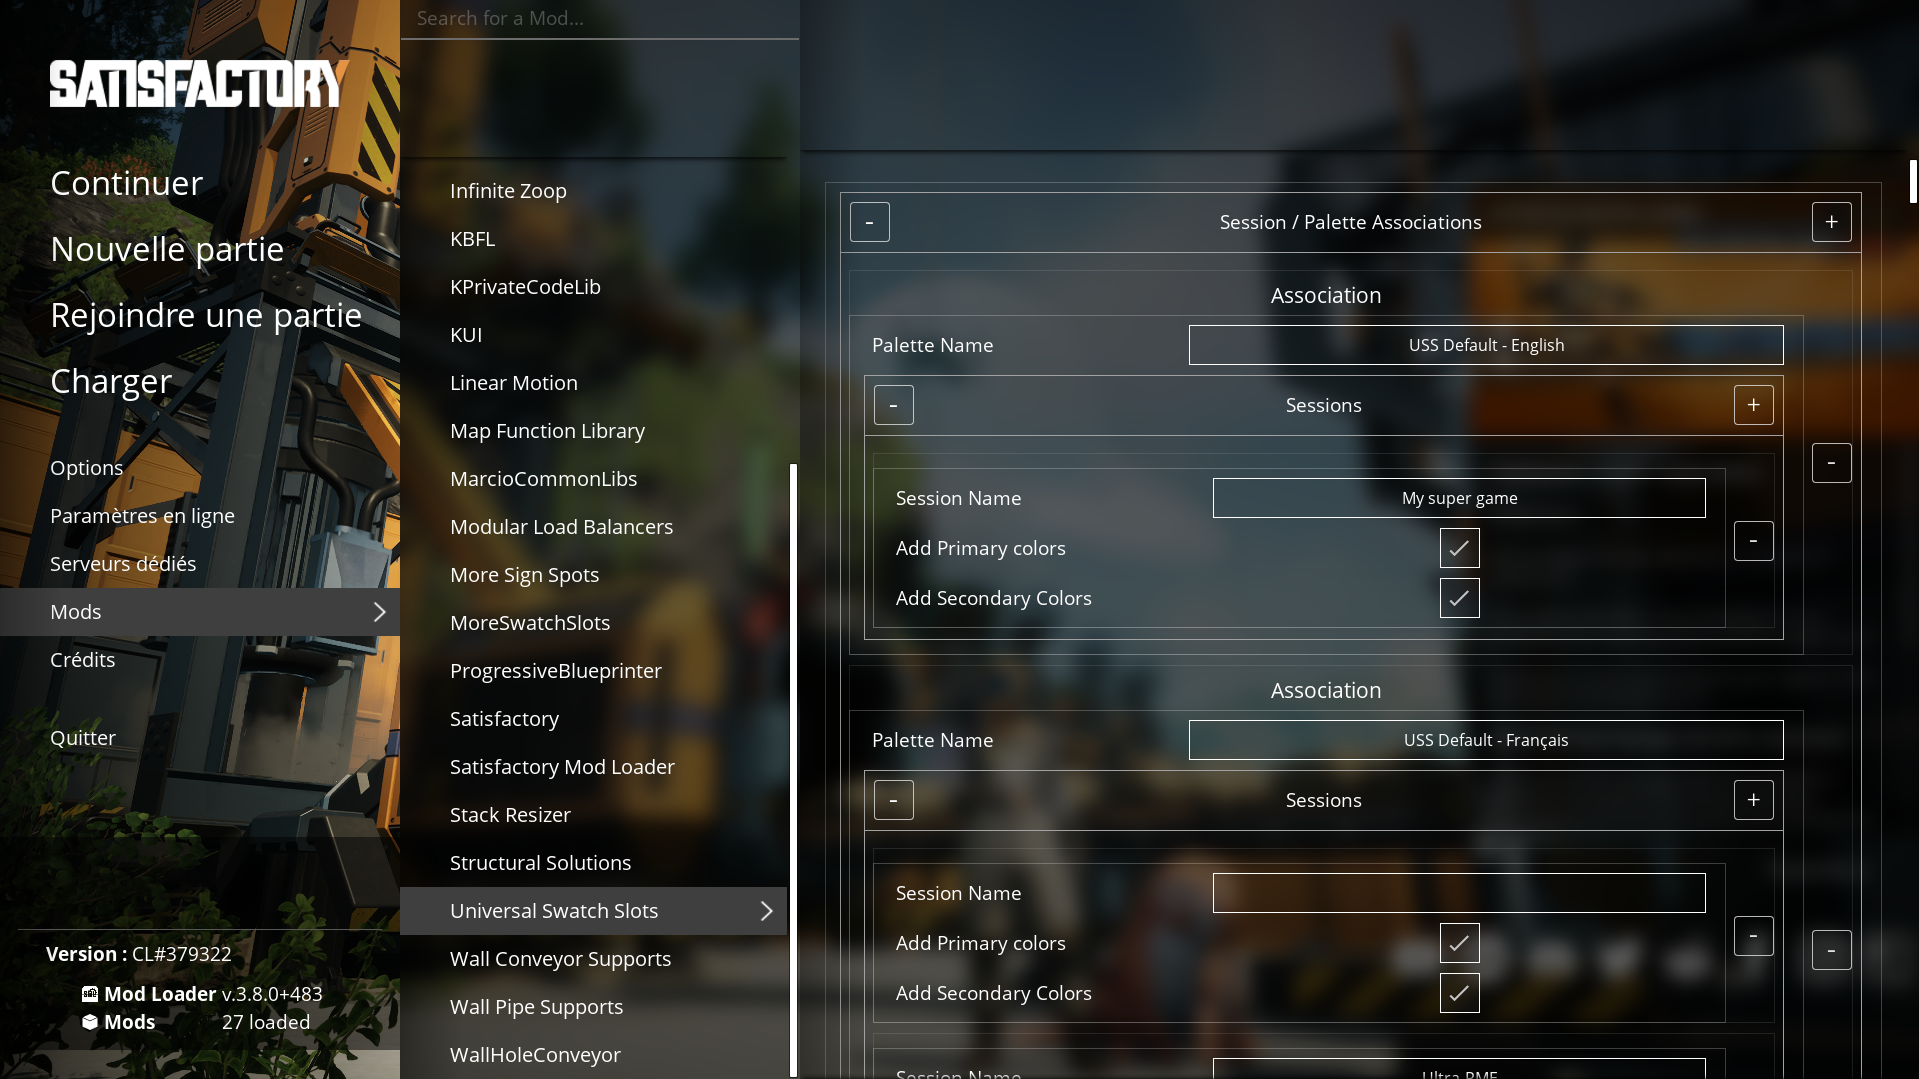 SATISFACTORY
Continuer
Nouvelle partie
Rejoindre une partie
Charger
Options
Paramètres en ligne
Serveurs dédiés
Mods
Crédits
Quitter
Version : CL#379322
Mod Loader v.3.8.0+483
Mods 27 loaded
Search for a Mod...
Infinite Zoop
KBFL
KPrivateCodeLib
KUI
Linear Motion
Map Function Library
MarcioCommonLibs
Modular Load Balancers
More Sign Spots
MoreSwatchSlots
ProgressiveBlueprinter
Satisfactory
Satisfactory Mod Loader
Stack Resizer
Structural Solutions
Universal Swatch Slots
Wall Conveyor Supports
Wall Pipe Supports
WallHoleConveyor
- Session / Palette Associations +
Association
Palette Name USS Default - English
- Sessions +
-
Session Name My super game
Add Primary colors
-
Add Secondary Colors
Association
Palette Name USS Default - Français
- Sessions +
Session Name
Add Primary colors
- -
Add Secondary Colors
Session Name Ultra PME